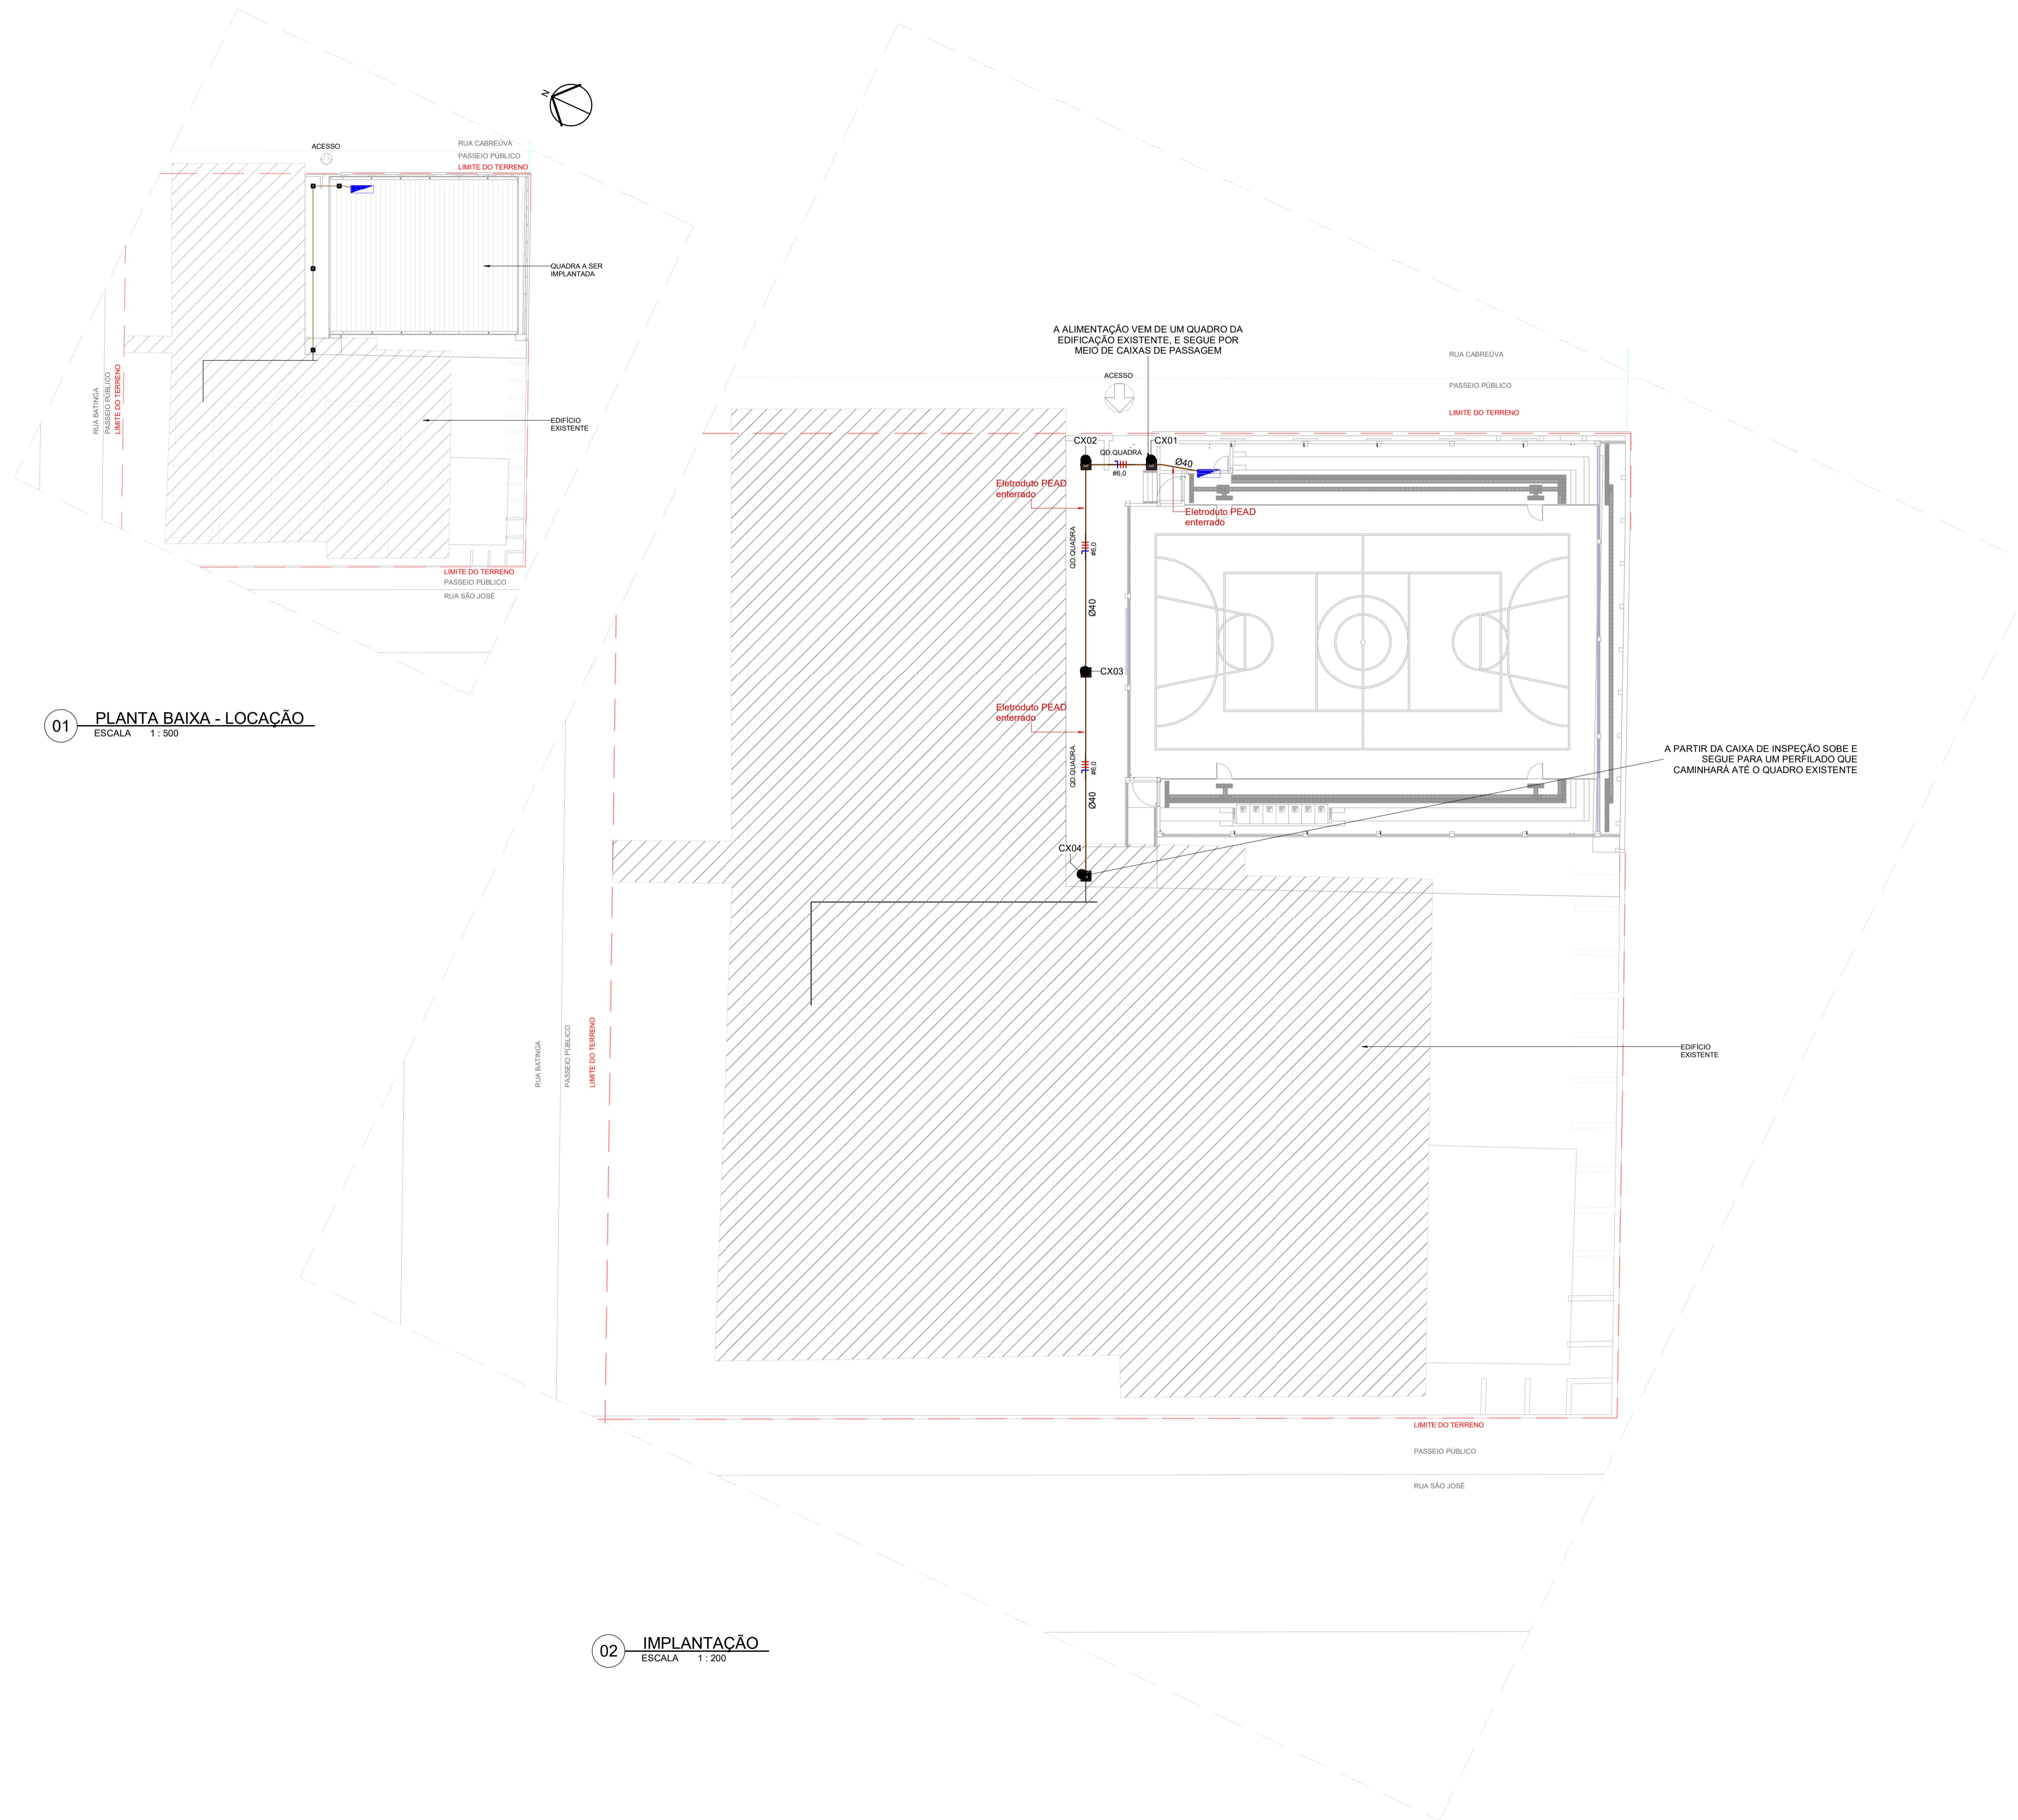 N
ACESSO
RUA CABREÚVA
PASSEIO PÚBLICO
LIMITE DO TERRENO
QUADRA A SER
IMPLANTADA
RUA BATINGA
PASSEIO PÚBLICO
LIMITE DO TERRENO
EDIFÍCIO
EXISTENTE
LIMITE DO TERRENO
PASSEIO PÚBLICO
RUA SÃO JOSÉ
01
PLANTA BAIXA - LOCAÇÃO
ESCALA 1 : 500
A ALIMENTAÇÃO VEM DE UM QUADRO DA
EDIFICAÇÃO EXISTENTE, E SEGUE POR
MEIO DE CAIXAS DE PASSAGEM
ACESSO
RUA CABREÚVA
PASSEIO PÚBLICO
LIMITE DO TERRENO
CX02
CX01
QD.QUADRA
#6,0
Ø40
Eletroduto PEAD
enterrado
Eletroduto PEAD
enterrado
QD.QUADRA
#6,0
Ø40
CX03
Eletroduto PEAD
enterrado
QD.QUADRA
#6,0
Ø40
A PARTIR DA CAIXA DE INSPEÇÃO SOBE E
SEGUE PARA UM PERFILADO QUE
CAMINHARÁ ATÉ O QUADRO EXISTENTE
CX04
RUA BATINGA
PASSEIO PÚBLICO
LIMITE DO TERRENO
EDIFÍCIO
EXISTENTE
LIMITE DO TERRENO
PASSEIO PÚBLICO
RUA SÃO JOSÉ
02
IMPLANTAÇÃO
ESCALA 1 : 200